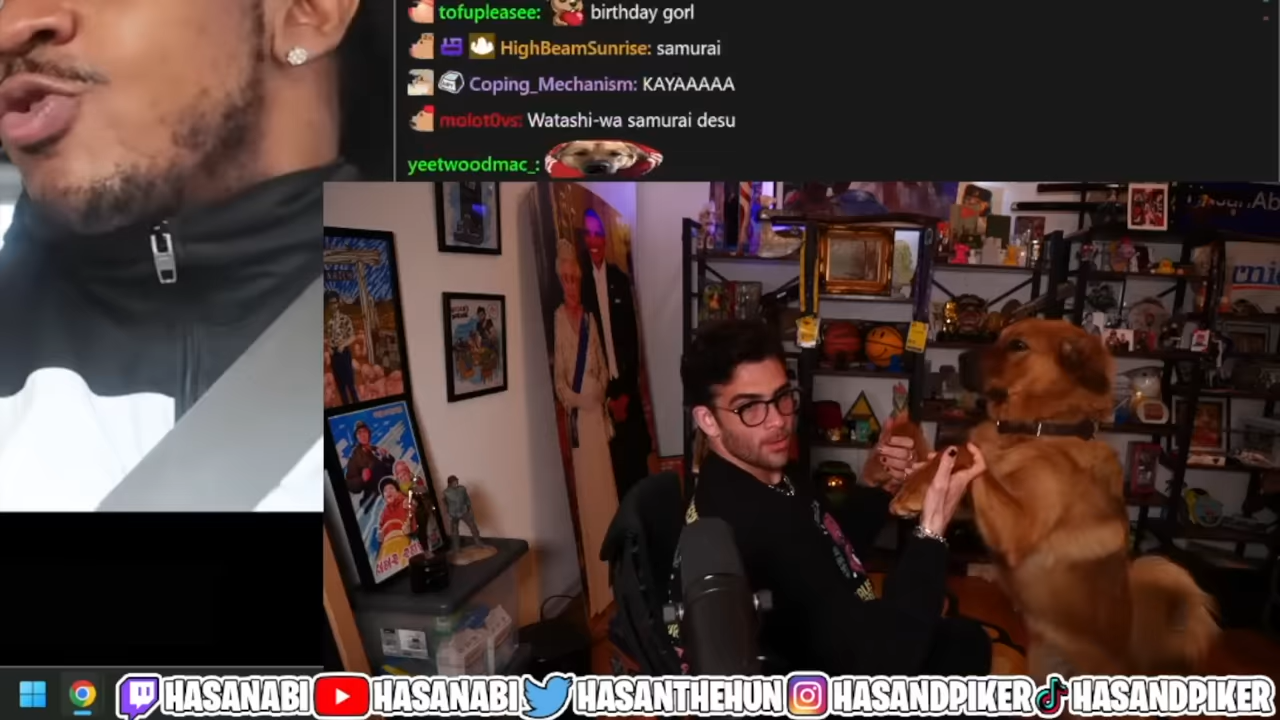 tofupleasee: birthday gorl
HighBeamSunrise: samurai
Coping_Mechanism: KAYAAAAA
molot0vs: Watashi-wa samurai desu
yeetwoodmac_:
HASANABI HASANABI HASANTHEHUN HASANDPIKER HASANDPIKER